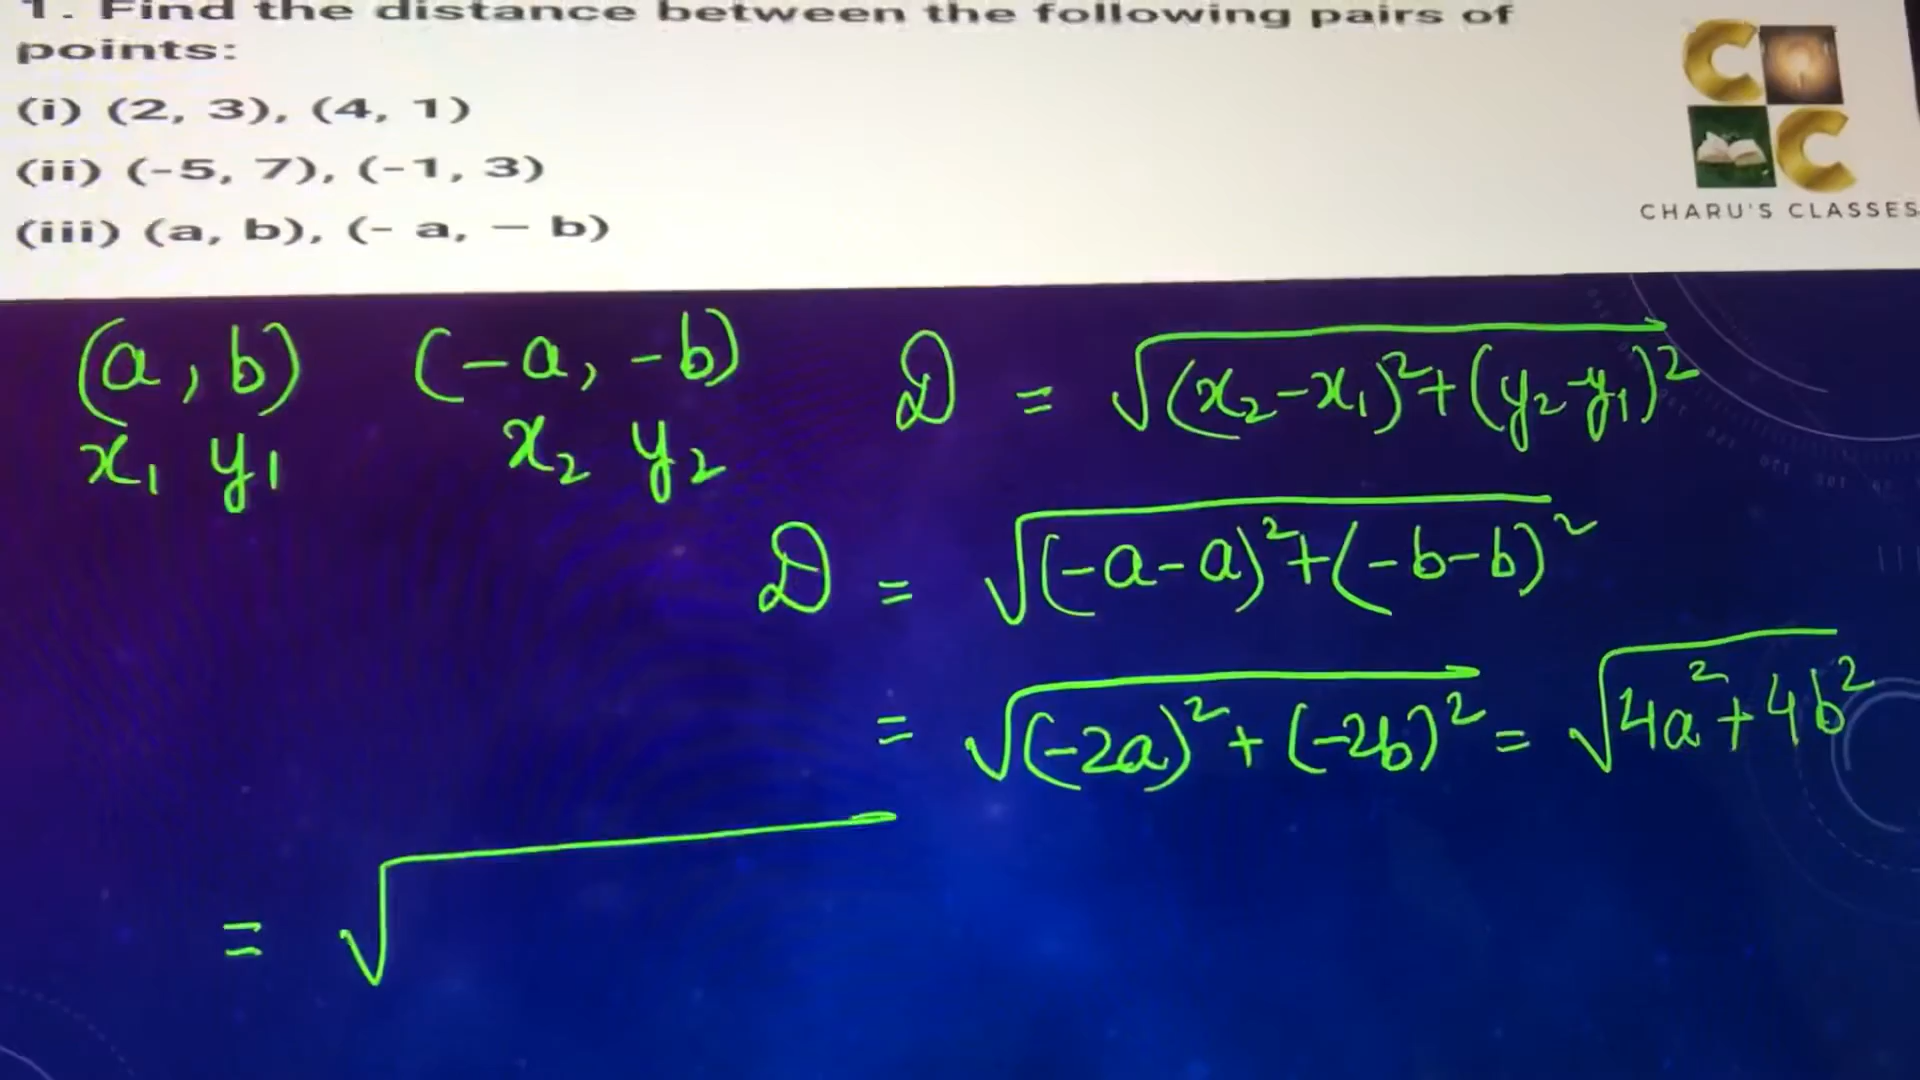 1. Find the distance between the following pairs of
points:
(i) (2, 3), (4, 1)
(ii) (-5, 7), (-1, 3)
(iii) (a, b), (- a, – b)
C C
CHARU'S CLASSES
(a, b) (-a, -b) D = √(x₂-x₁)²+(y₂-y₁)²
x₁ y₁ x₂ y₂
D = √(-a-a)²+(-b-b)²
= √(-2a)²+(-2b)² = √4a²+4b²
= √